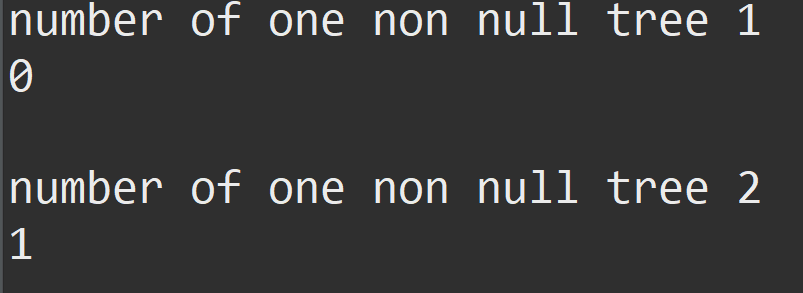 number of one non null tree 1
0
number of one non null tree 2
1